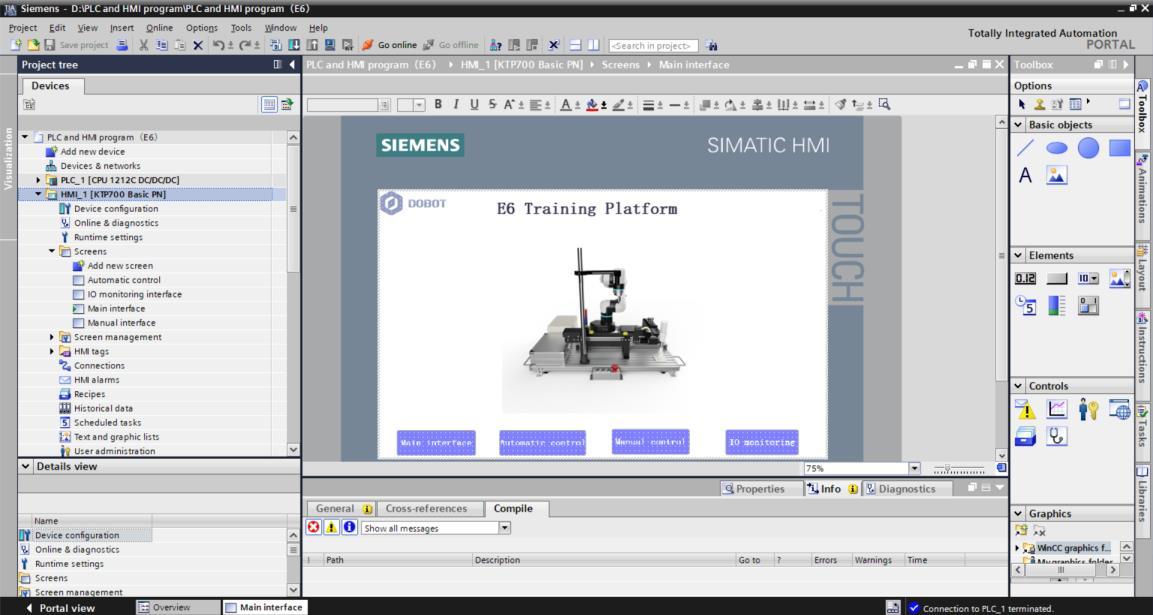 Siemens - D:\PLC and HMI program\PLC and HMI program (E6)
Project Edit View Insert Online Options Tools Window Help
Totally Integrated Automation
PORTAL
Save project Go online Go offline <Search in project>
Project tree
PLC and HMI program (E6) HMI_1 [KTP700 Basic PN] Screens Main interface
Toolbox
Devices
Options
Visualization
PLC and HMI program (E6)
Add new device
Devices & networks
PLC_1 [CPU 1212C DC/DC/DC]
HMI_1 [KTP700 Basic PN]
Device configuration
Online & diagnostics
Runtime settings
Screens
Add new screen
Automatic control
IO monitoring interface
Main interface
Manual interface
Screen management
HMI tags
Connections
HMI alarms
Recipes
Historical data
Scheduled tasks
Text and graphic lists
User administration
Details view
Name
Device configuration
Online & diagnostics
Runtime settings
Screens
Screen management
SIEMENS
SIMATIC HMI
DOBOT
E6 Training Platform
TOUCH
Main interface
Automatic control
Manual control
IO monitoring
75%
Properties Info Diagnostics
General Cross-references Compile
Show all messages
! Path Description Go to ? Errors Warnings Time
Basic objects
Elements
Controls
Graphics
WinCC graphics f...
My graphics folder
Toolbox
Animations
Layout
Instructions
Tasks
Libraries
Portal view
Overview
Main interface
Connection to PLC_1 terminated.